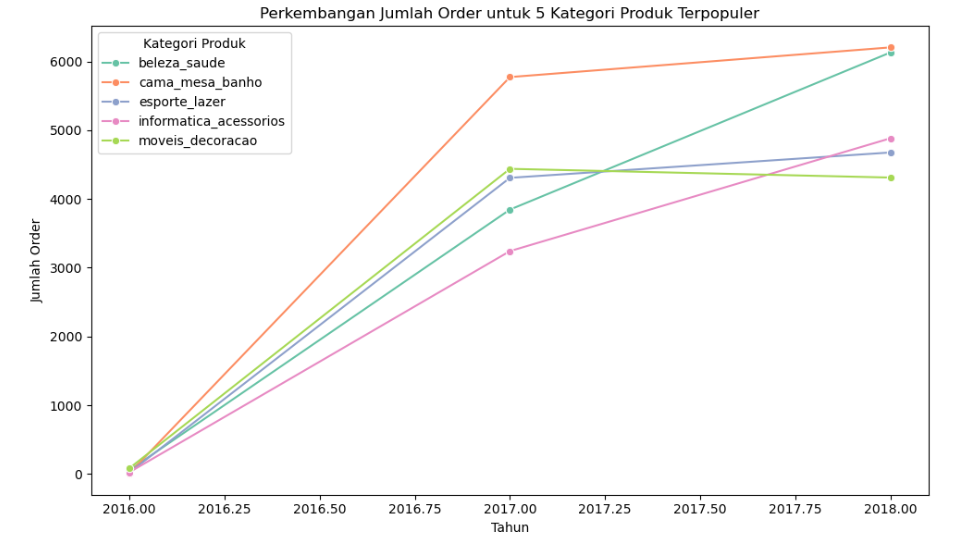 Perkembangan Jumlah Order untuk 5 Kategori Produk Terpopuler
Kategori Produk
beleza_saude
cama_mesa_banho
esporte_lazer
informatica_acessorios
moveis_decoracao
6000
5000
4000
3000
2000
1000
0
Jumlah Order
2016.00 2016.25 2016.50 2016.75 2017.00 2017.25 2017.50 2017.75 2018.00
Tahun